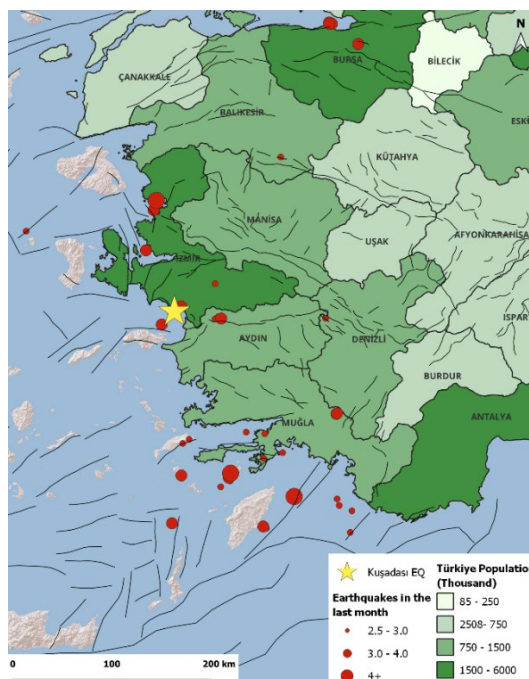 N
ÇANAKKALE
BURSA
BİLECİK
ESKİ
BALIKESİR
KÜTAHYA
MANİSA
UŞAK
AFYONKARAHİSA
İZMİR
ISPAR
AYDIN
DENİZLİ
BURDUR
ANTALYA
MUĞLA
Kuşadası EQ
Earthquakes in the
last month
2.5 - 3.0
3.0 - 4.0
4+
Türkiye Population
(Thousand)
85 - 250
2508- 750
750 - 1500
1500 - 6000
0 100 200 km